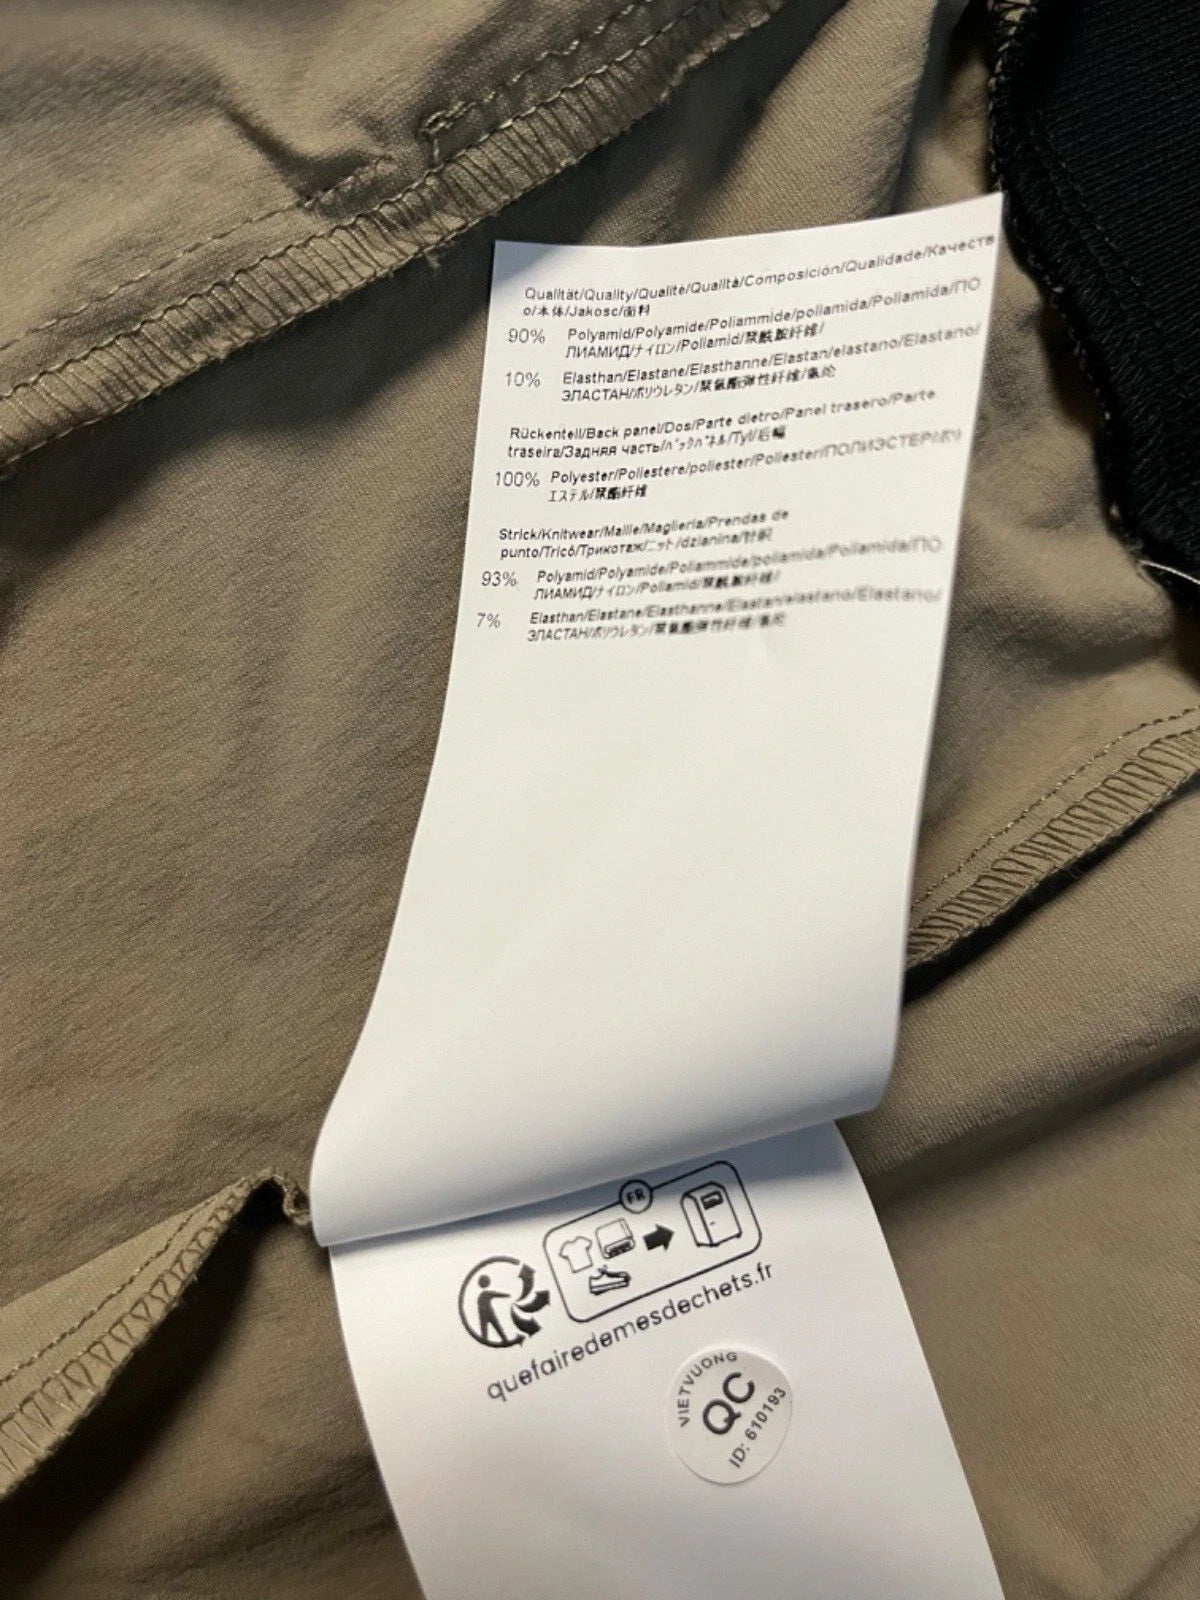 Qualität/Quality/Qualité/Qualità/Composición/Qualidade/Качеств
о/本体/Jakosc/面料
90% Polyamid/Polyamide/Poliammide/poliamida/Poliamida/ПО
ЛИАМИД/ナイロン/Poliamid/聚酰胺纤维/
10% Elasthan/Elastane/Elasthanne/Elastan/elastano/Elastano/
ЭЛАСТАН/ポリウレタン/聚氨酯弹性纤维/氨纶
Rückenteil/Back panel/Dos/Parte dietro/Panel trasero/Parte
traseira/Задняя часть/ﾊﾞｯｸﾊﾟﾈﾙ/Tyl/后幅
100% Polyester/Poliestere/poliester/Poliester/ПОЛИЭСТЕР/ポリ
エステル/聚酯纤维
Strick/Knitwear/Maille/Maglieria/Prendas de
punto/Tricô/Трикотаж/ニット/dzianina/针织
93% Polyamid/Polyamide/Poliammide/poliamida/Poliamida/ПО
ЛИАМИД/ナイロン/Poliamid/聚酰胺纤维/
7% Elasthan/Elastane/Elasthanne/Elastan/elastano/Elastano/
ЭЛАСТАН/ポリウレタン/聚氨酯弹性纤维/氨纶
FR
quefairedemesdechets.fr
VIETVUONG
QC
ID: 610193